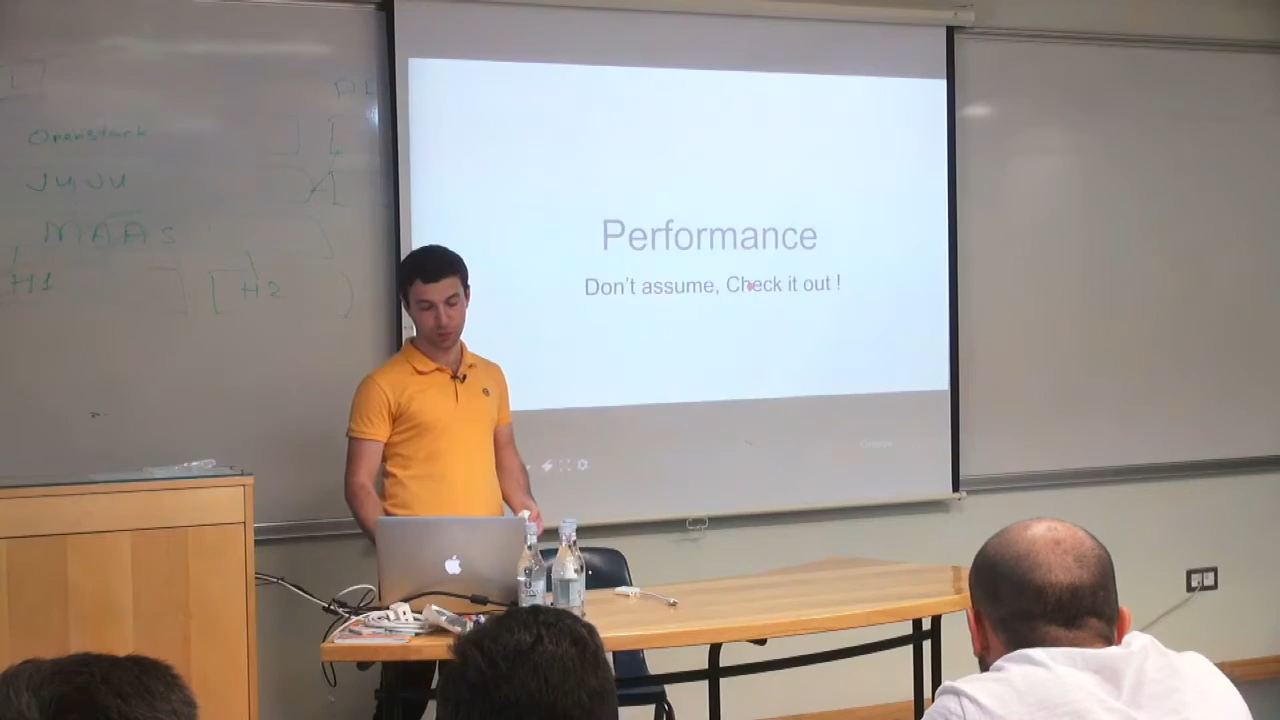 Openstack
JUJU
MAAS
H1
H2
Performance
Don't assume, Check it out !